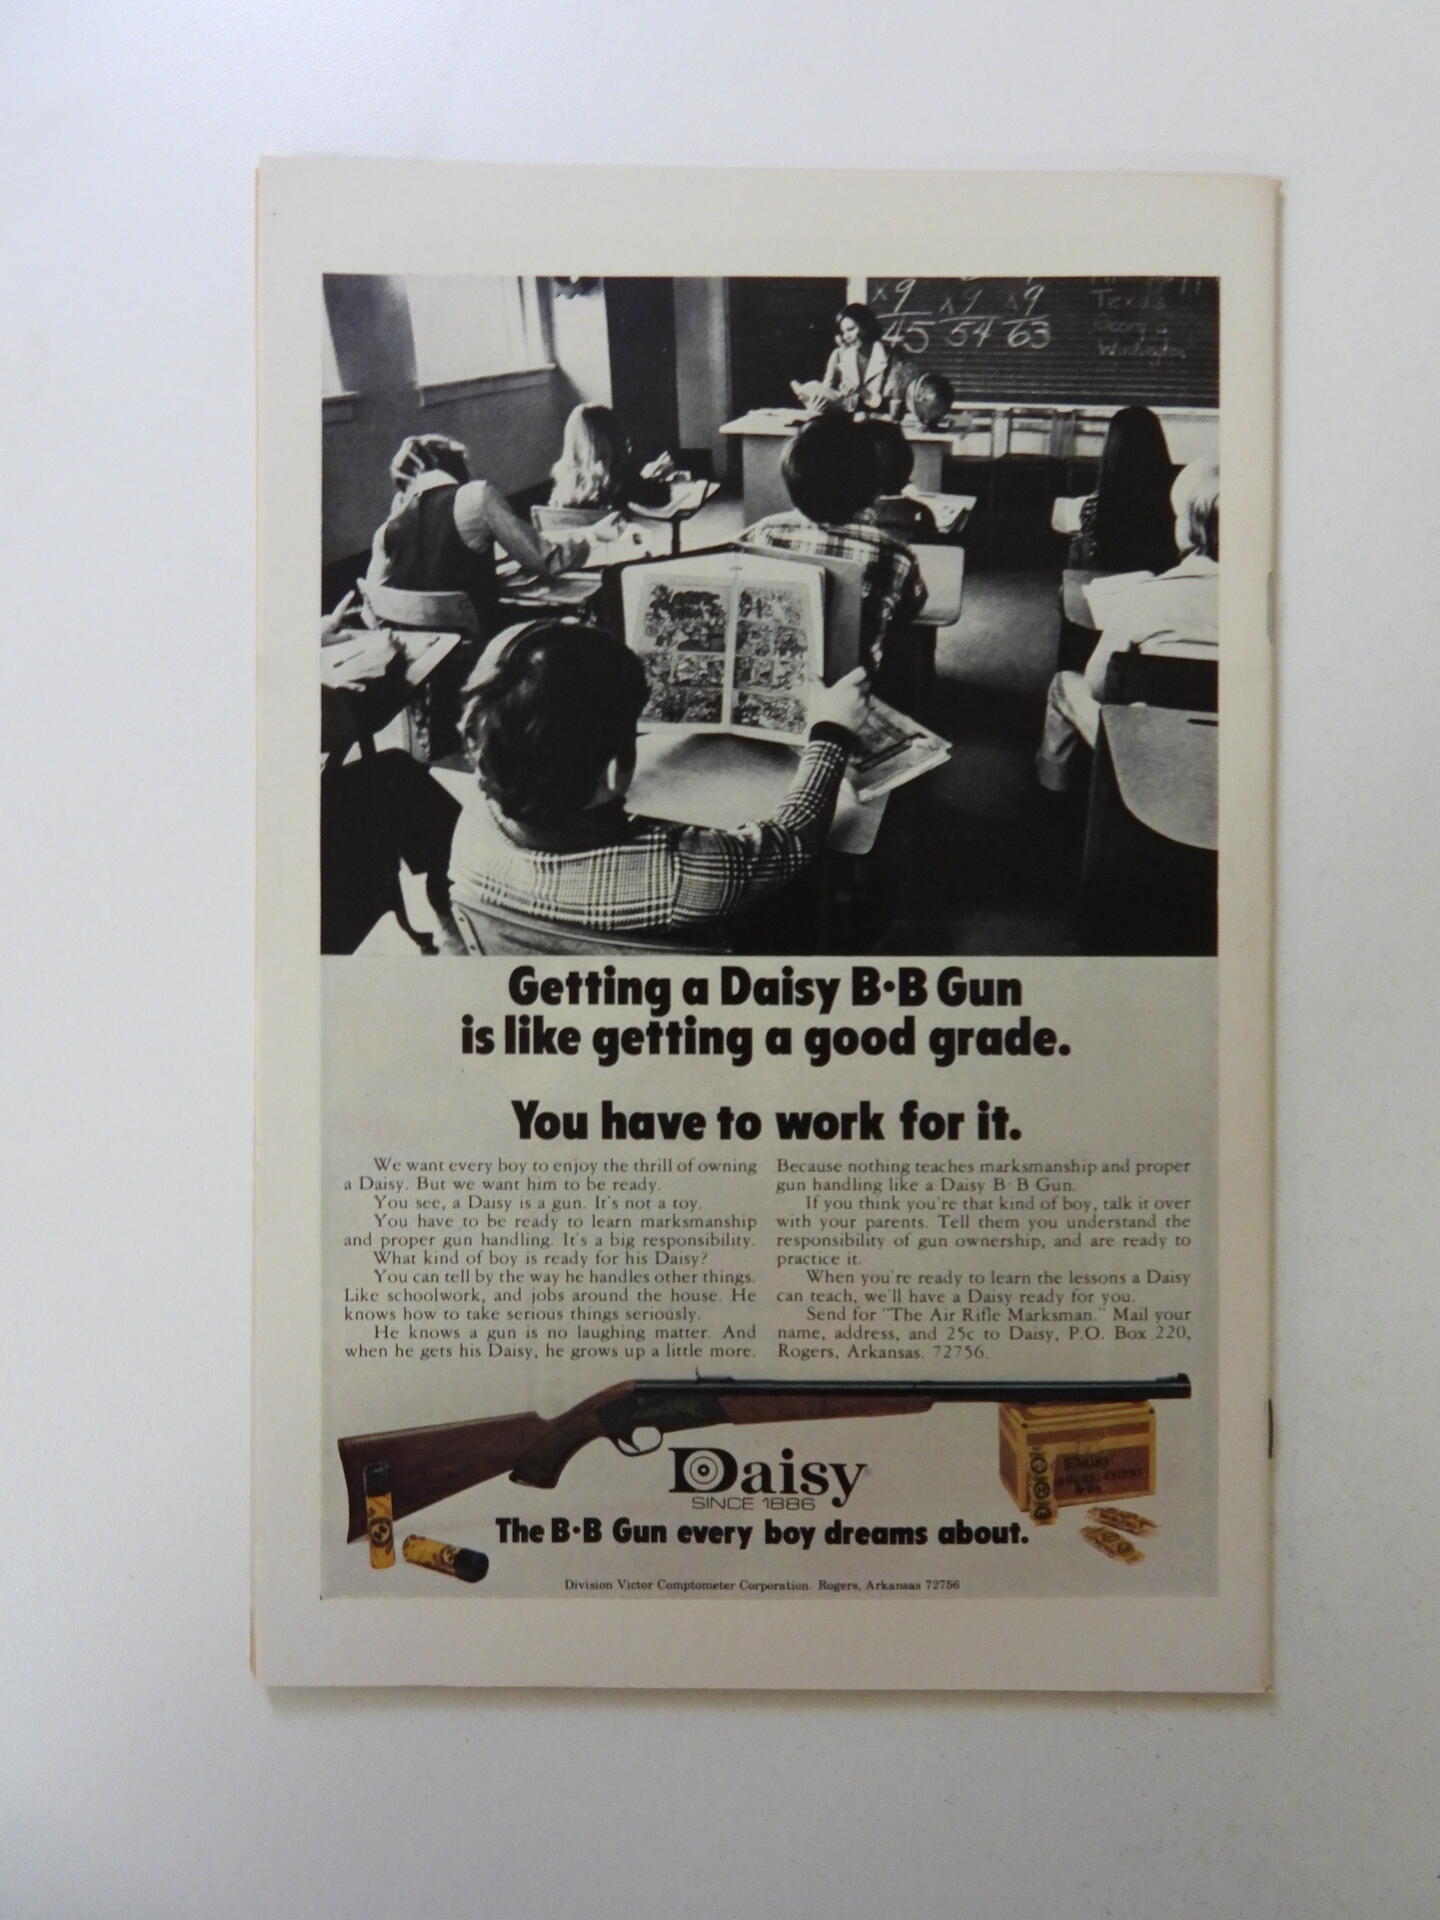 x9 x9 x9
45 54 63
Texas
Georgia
Washington
Getting a Daisy B·B Gun
is like getting a good grade.
You have to work for it.
We want every boy to enjoy the thrill of owning
a Daisy. But we want him to be ready.
You see, a Daisy is a gun. It's not a toy.
You have to be ready to learn marksmanship
and proper gun handling. It's a big responsibility.
What kind of boy is ready for his Daisy?
You can tell by the way he handles other things.
Like schoolwork, and jobs around the house. He
knows how to take serious things seriously.
He knows a gun is no laughing matter. And
when he gets his Daisy, he grows up a little more.
Because nothing teaches marksmanship and proper
gun handling like a Daisy B·B Gun.
If you think you're that kind of boy, talk it over
with your parents. Tell them you understand the
responsibility of gun ownership, and are ready to
practice it.
When you're ready to learn the lessons a Daisy
can teach, we'll have a Daisy ready for you.
Send for "The Air Rifle Marksman." Mail your
name, address, and 25c to Daisy, P.O. Box 220,
Rogers, Arkansas. 72756.
Daisy
SINCE 1886
The B·B Gun every boy dreams about.
Division Victor Comptometer Corporation. Rogers, Arkansas 72756